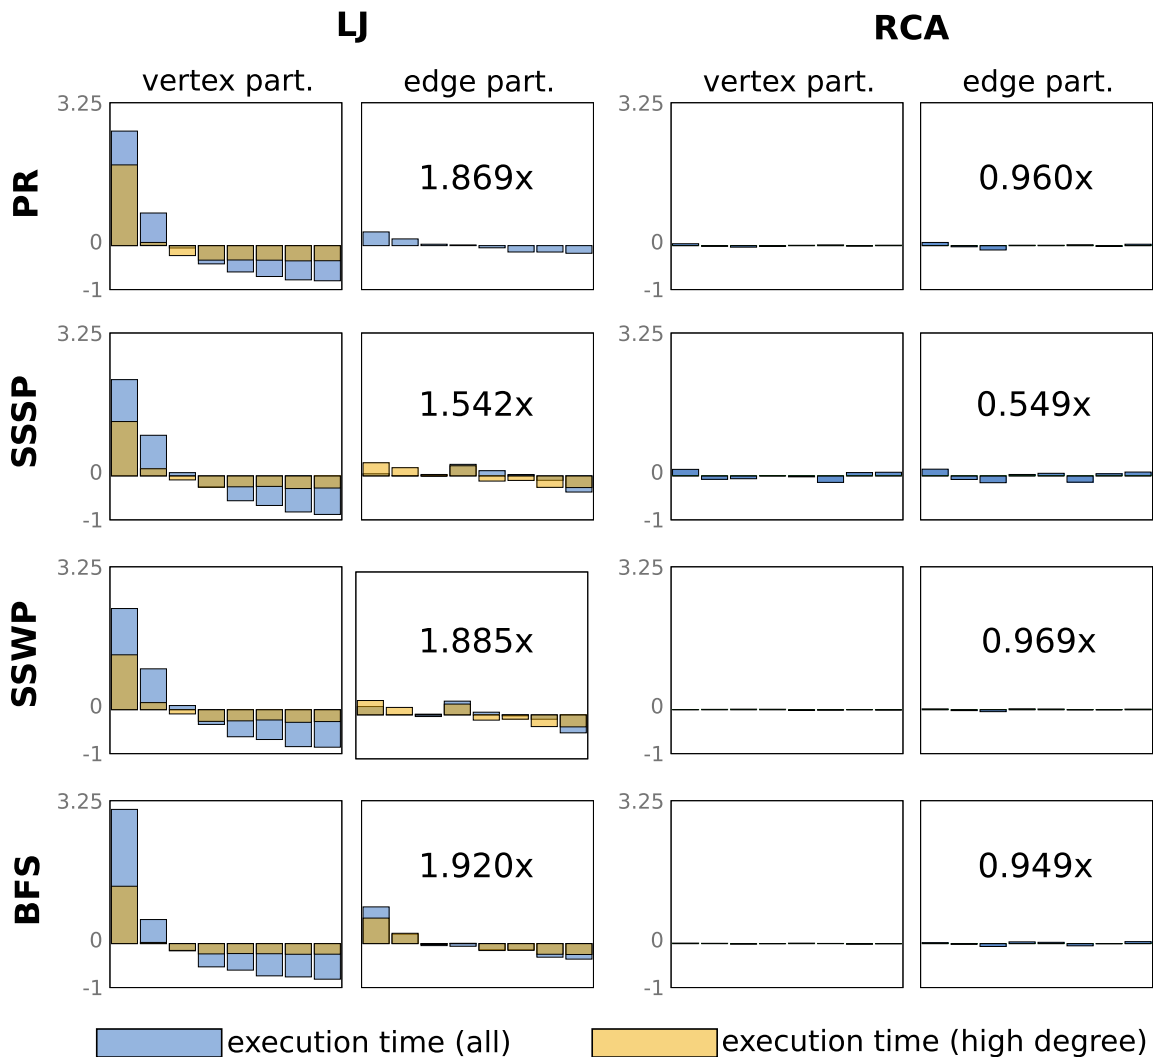 LJ RCA
vertex part. edge part. vertex part. edge part.
PR
3.25
0
-1
1.869x
3.25
0
-1
0.960x
SSSP
3.25
0
-1
1.542x
3.25
0
-1
0.549x
SSWP
3.25
0
-1
1.885x
3.25
0
-1
0.969x
BFS
3.25
0
-1
1.920x
3.25
0
-1
0.949x
execution time (all) execution time (high degree)